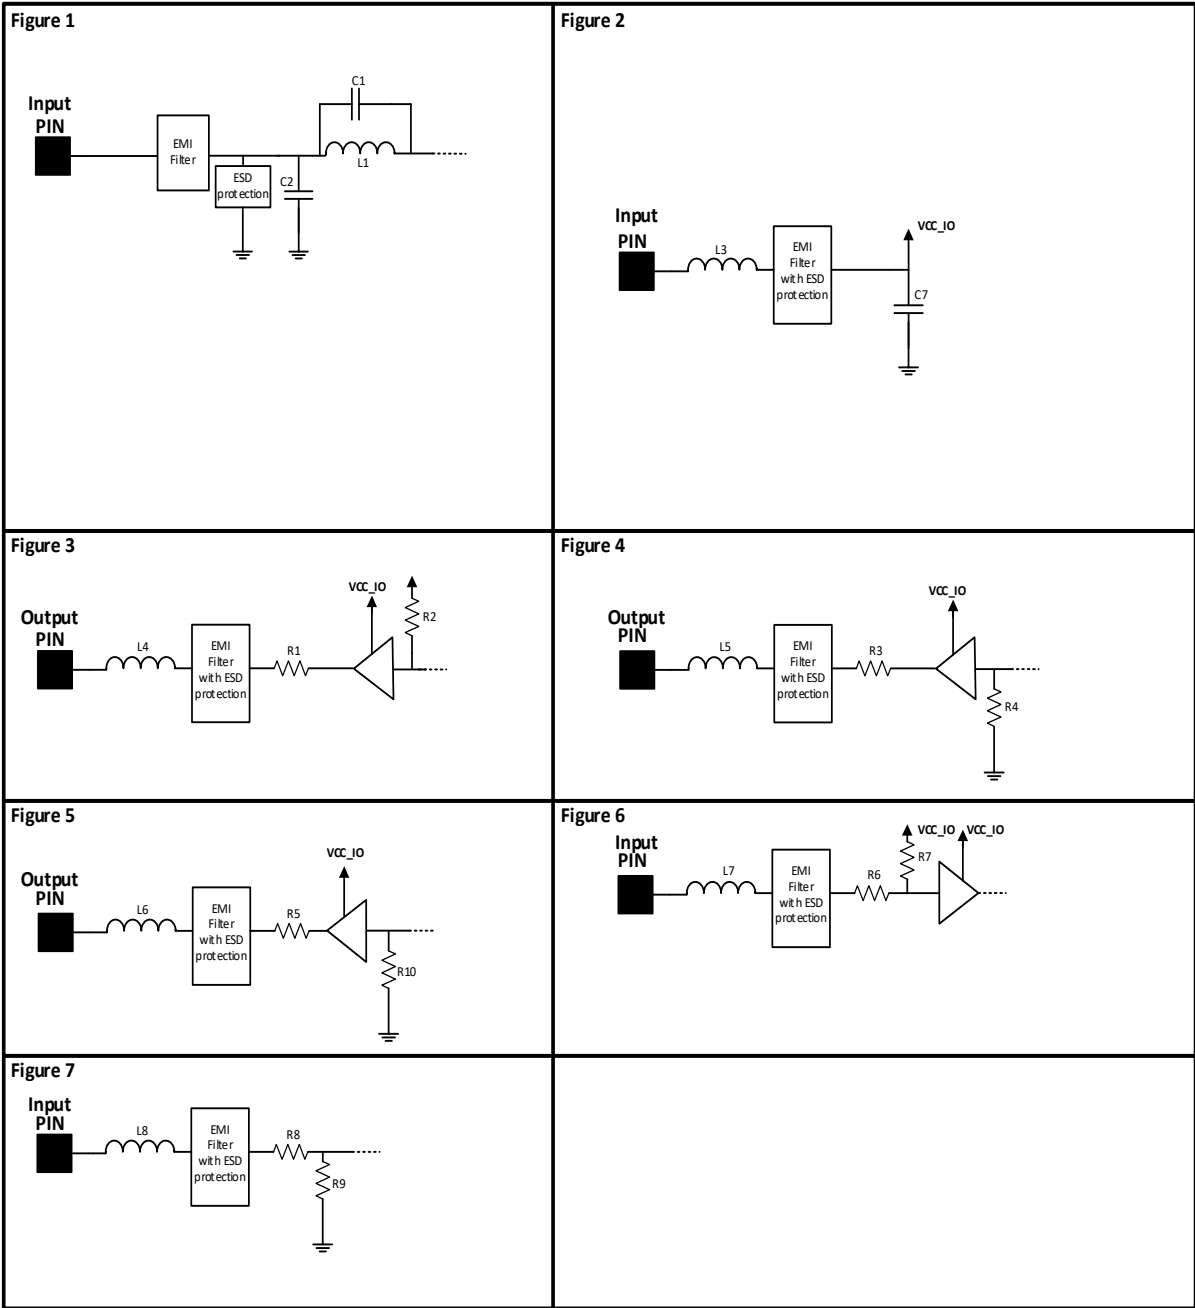 Figure 1
C1
Input
PIN
EMI
Filter
L1
ESD
protection
C2
Figure 2
Input
PIN
L3
EMI
Filter
with ESD
protection
VCC_IO
C7
Figure 3
Output
PIN
L4
EMI
Filter
with ESD
protection
R1
VCC_IO
R2
Figure 4
Output
PIN
L5
EMI
Filter
with ESD
protection
R3
VCC_IO
R4
Figure 5
Output
PIN
L6
EMI
Filter
with ESD
protection
R5
VCC_IO
R10
Figure 6
Input
PIN
L7
EMI
Filter
with ESD
protection
R6
VCC_IO
R7
VCC_IO
Figure 7
Input
PIN
L8
EMI
Filter
with ESD
protection
R8
R9